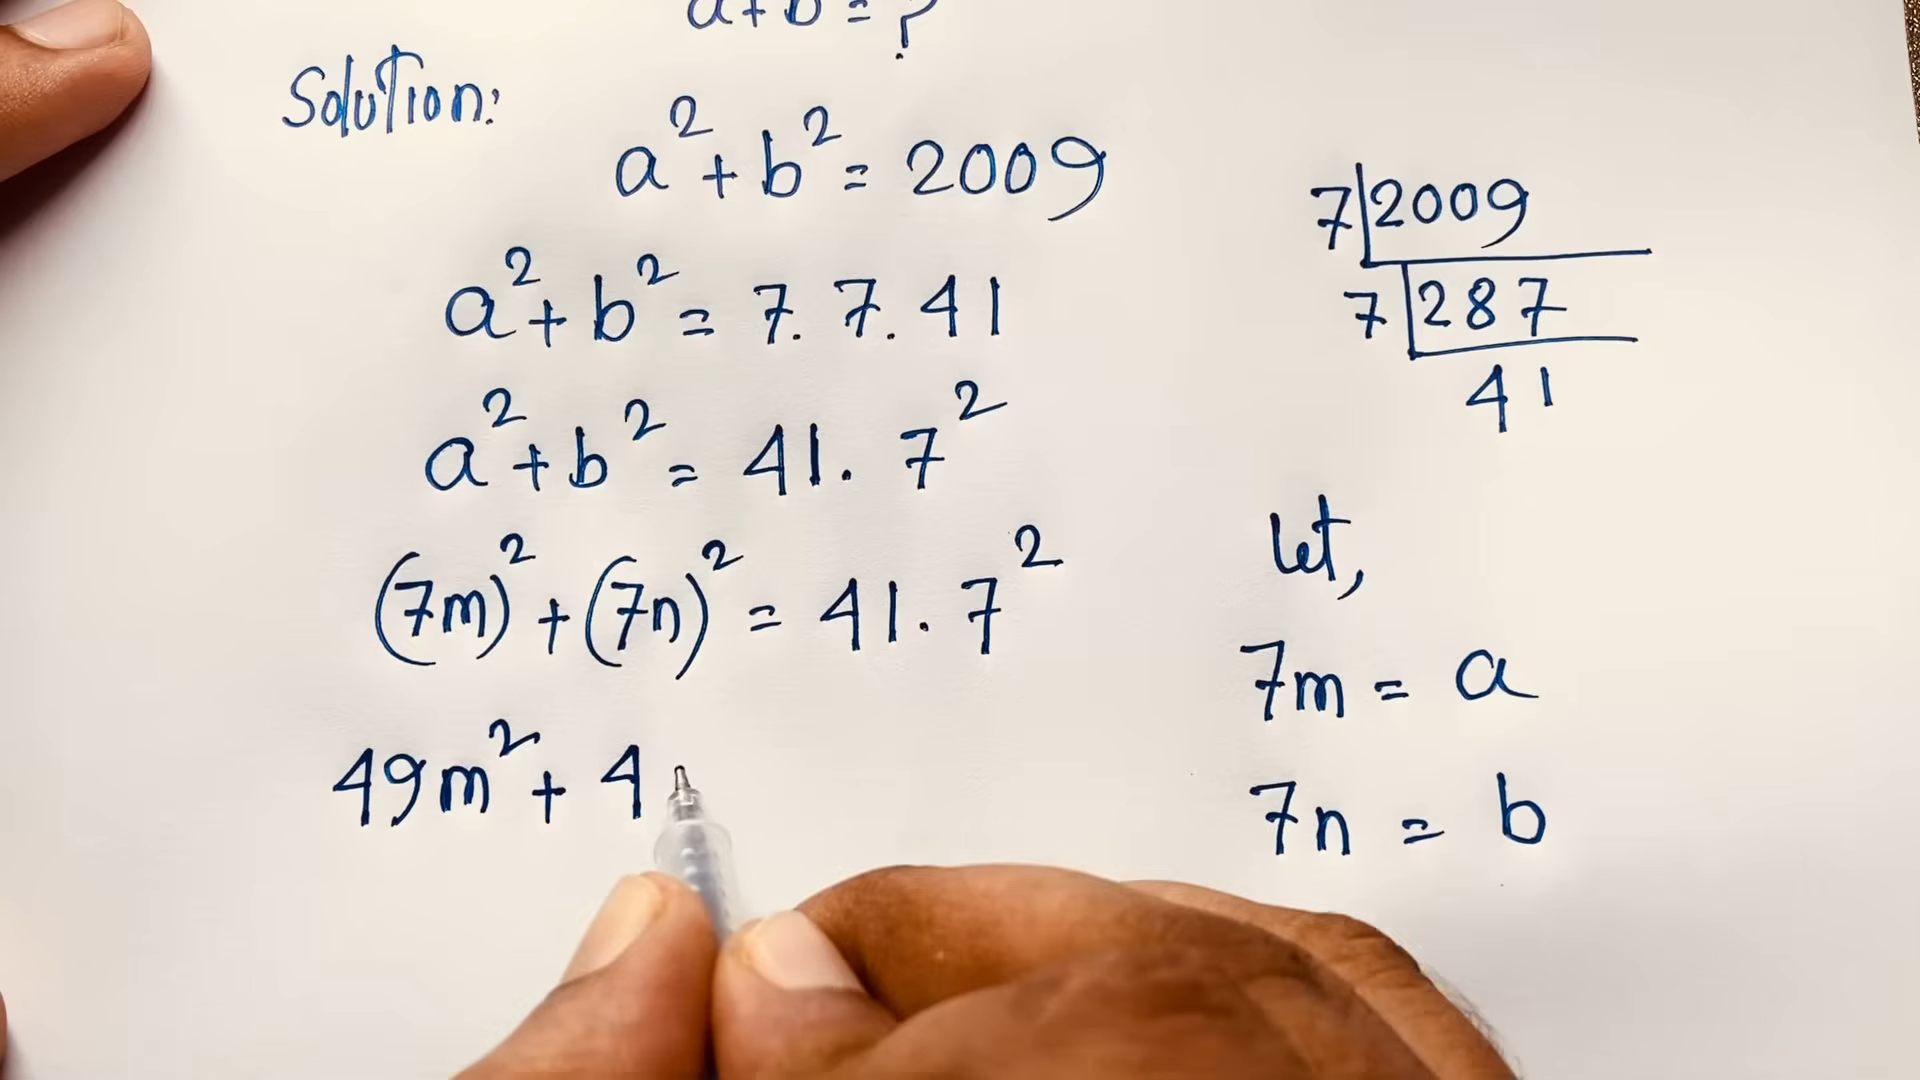 a+b=?
Solution:
a²+b²=2009
a²+b²=7.7.41
a²+b²=41.7²
(7m)²+(7n)²=41.7²
49m²+4
7|2009
7|287
41
let,
7m=a
7n=b